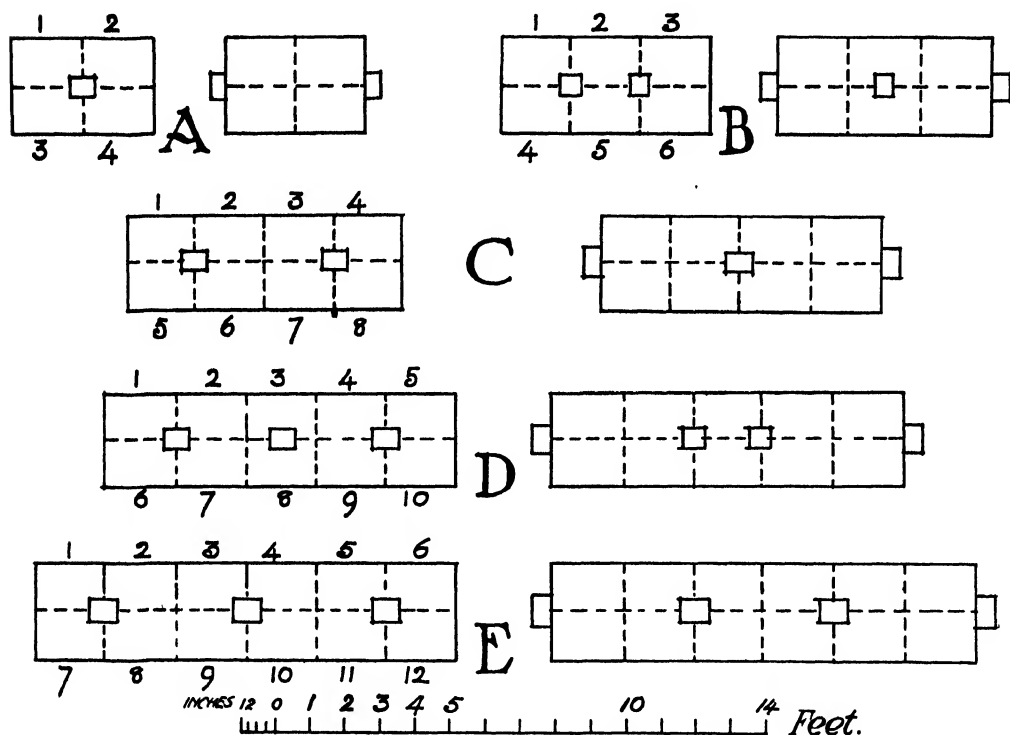 1 2
3 4
A
1 2 3
4 5 6
B
1 2 3 4
5 6 7 8
C
1 2 3 4 5
6 7 8 9 10
D
1 2 3 4 5 6
7 8 9 10 11 12
E
INCHES 12 0 1 2 3 4 5 10 14 Feet.